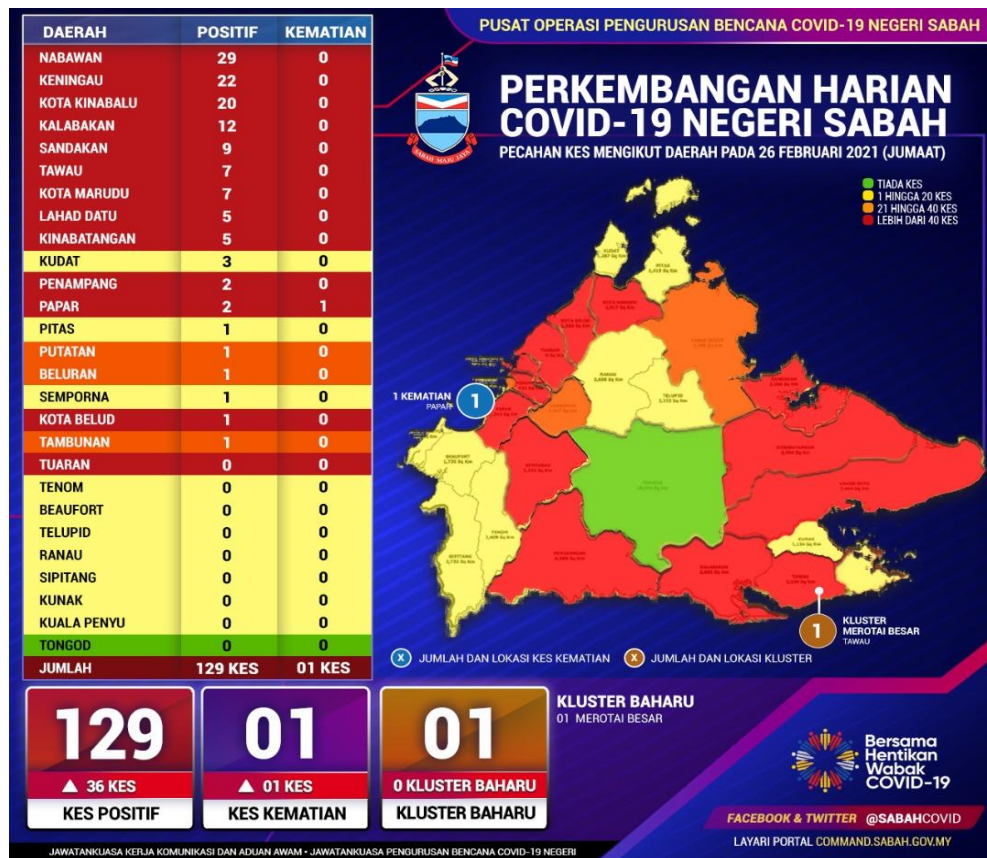 PUSAT OPERASI PENGURUSAN BENCANA COVID-19 NEGERI SABAH
PERKEMBANGAN HARIAN
COVID-19 NEGERI SABAH
PECAHAN KES MENGIKUT DAERAH PADA 26 FEBRUARI 2021 (JUMAAT)
SABAH MAJU JAYA
DAERAH POSITIF KEMATIAN
NABAWAN 29 0
KENINGAU 22 0
KOTA KINABALU 20 0
KALABAKAN 12 0
SANDAKAN 9 0
TAWAU 7 0
KOTA MARUDU 7 0
LAHAD DATU 5 0
KINABATANGAN 5 0
KUDAT 3 0
PENAMPANG 2 0
PAPAR 2 1
PITAS 1 0
PUTATAN 1 0
BELURAN 1 0
SEMPORNA 1 0
KOTA BELUD 1 0
TAMBUNAN 1 0
TUARAN 0 0
TENOM 0 0
BEAUFORT 0 0
TELUPID 0 0
RANAU 0 0
SIPITANG 0 0
KUNAK 0 0
KUALA PENYU 0 0
TONGOD 0 0
JUMLAH 129 KES 01 KES
TIADA KES
1 HINGGA 20 KES
21 HINGGA 40 KES
LEBIH DARI 40 KES
KUDAT
PITAS
RANAU
TELUPID
BEAUFORT
TENOM
SIPITANG
1 KEMATIAN
PAPAR
1
1
KLUSTER
MEROTAI BESAR
TAWAU
X JUMLAH DAN LOKASI KES KEMATIAN
X JUMLAH DAN LOKASI KLUSTER
129
▲ 36 KES
KES POSITIF
01
▲ 01 KES
KES KEMATIAN
01
0 KLUSTER BAHARU
KLUSTER BAHARU
KLUSTER BAHARU
01 MEROTAI BESAR
Bersama
Hentikan
Wabak
COVID-19
FACEBOOK & TWITTER @SABAHCOVID
LAYARI PORTAL COMMAND.SABAH.GOV.MY
JAWATANKUASA KERJA KOMUNIKASI DAN ADUAN AWAM • JAWATANKUASA PENGURUSAN BENCANA COVID-19 NEGERI